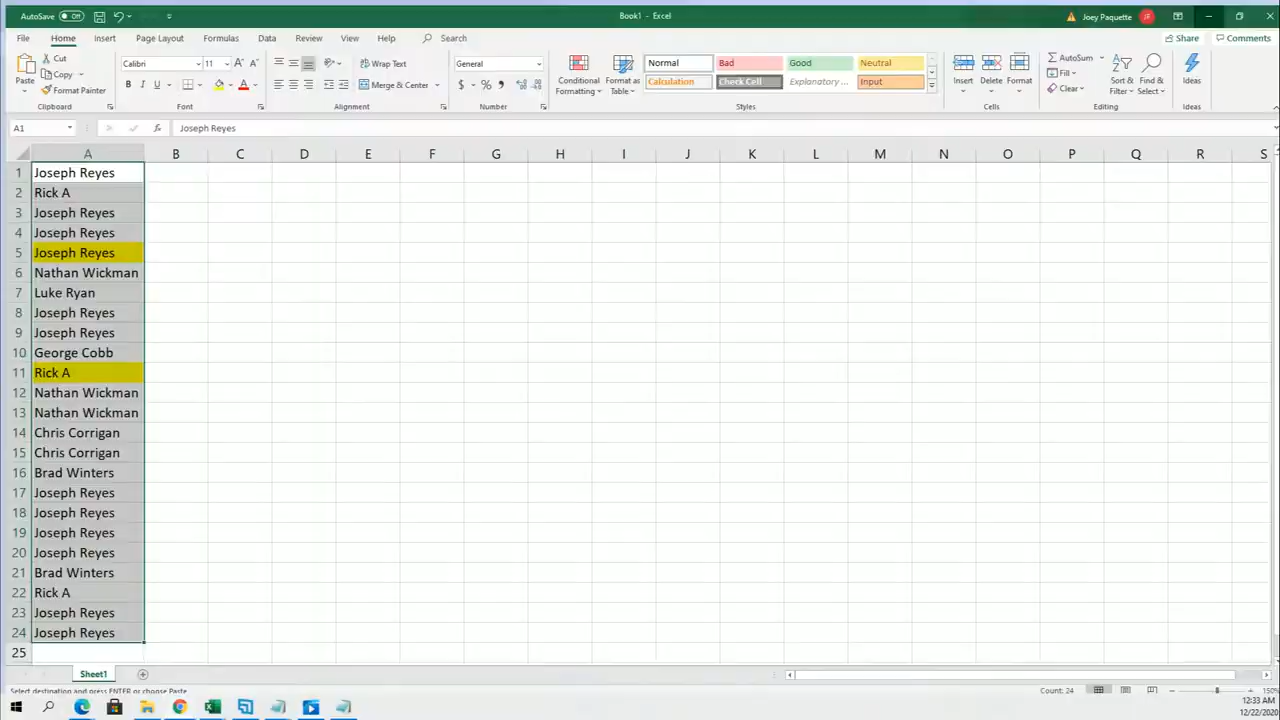 AutoSave Off
Book1 - Excel
Joey Paquette JF
File Home Insert Page Layout Formulas Data Review View Help Search
Share Comments
Paste Cut Copy Format Painter
Clipboard
Calibri 11
B I U
Font
Wrap Text
Merge & Center
Alignment
General
$ % ,
Number
Conditional Formatting
Format as Table
Normal Bad Good Neutral
Calculation Check Cell Explanatory ... Input
Styles
Insert Delete Format
Cells
AutoSum
Fill
Clear
Sort & Filter
Find & Select
Editing
Ideas
Ideas
A1 fx Joseph Reyes
A B C D E F G H I J K L M N O P Q R S
1 Joseph Reyes
2 Rick A
3 Joseph Reyes
4 Joseph Reyes
5 Joseph Reyes
6 Nathan Wickman
7 Luke Ryan
8 Joseph Reyes
9 Joseph Reyes
10 George Cobb
11 Rick A
12 Nathan Wickman
13 Nathan Wickman
14 Chris Corrigan
15 Chris Corrigan
16 Brad Winters
17 Joseph Reyes
18 Joseph Reyes
19 Joseph Reyes
20 Joseph Reyes
21 Brad Winters
22 Rick A
23 Joseph Reyes
24 Joseph Reyes
25
Sheet1
Select destination and press ENTER or choose Paste
Count: 24
150%
12:33 AM
12/22/2020